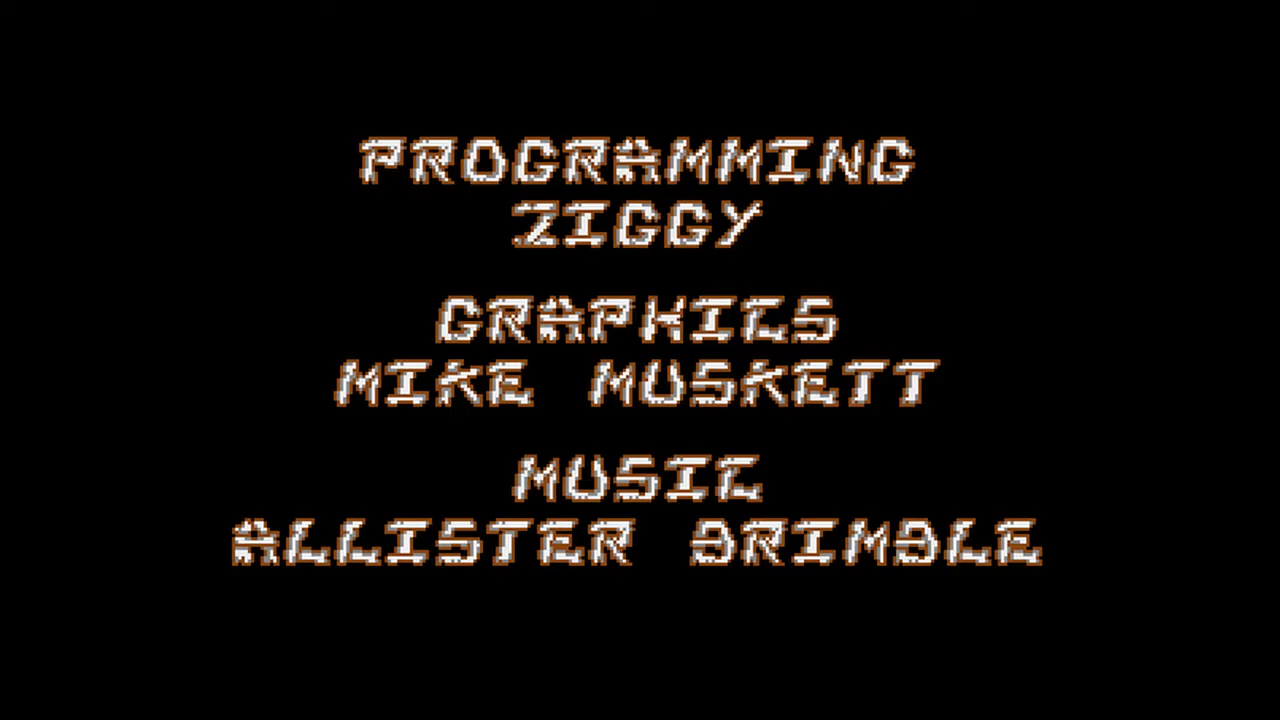 PROGRAMMING
ZIGGY
GRAPHICS
MIKE MUSKETT
MUSIC
ALLISTER BRIMBLE